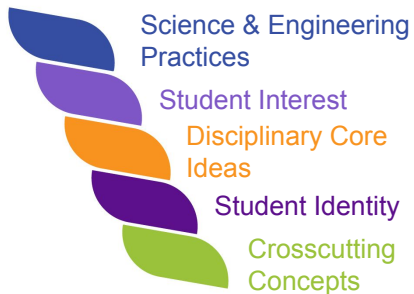 Science & Engineering
Practices
Student Interest
Disciplinary Core
Ideas
Student Identity
Crosscutting
Concepts